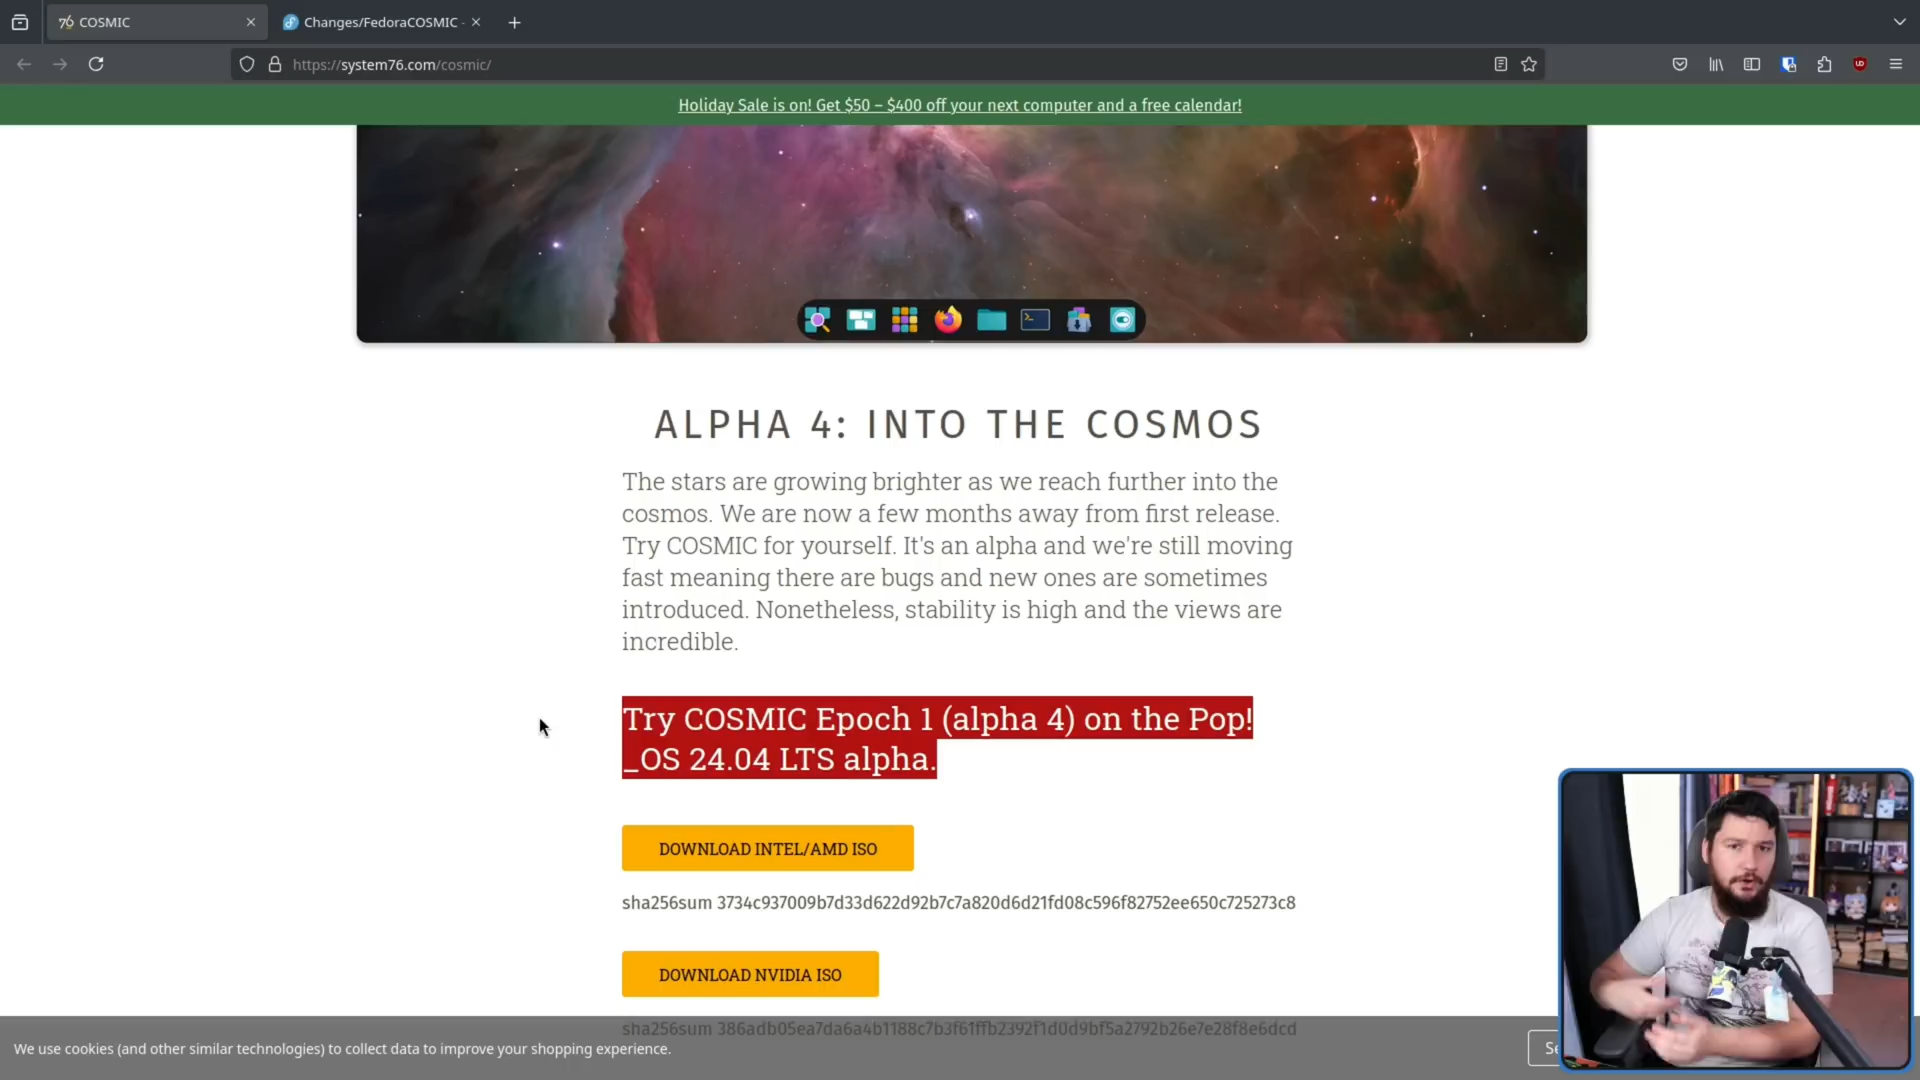 COSMIC
Changes/FedoraCOSMIC -
https://system76.com/cosmic/
Holiday Sale is on! Get $50 – $400 off your next computer and a free calendar!
ALPHA 4: INTO THE COSMOS
The stars are growing brighter as we reach further into the
cosmos. We are now a few months away from first release.
Try COSMIC for yourself. It's an alpha and we're still moving
fast meaning there are bugs and new ones are sometimes
introduced. Nonetheless, stability is high and the views are
incredible.
Try COSMIC Epoch 1 (alpha 4) on the Pop!
_OS 24.04 LTS alpha.
DOWNLOAD INTEL/AMD ISO
sha256sum 3734c937009b7d33d622d92b7c7a820d6d21fd08c596f82752ee650c725273c8
DOWNLOAD NVIDIA ISO
sha256sum 386adb05ea7da6a4b1188c7b3f61ffb2392f1d0d9bf5a2792b26e7e28f8e6dcd
We use cookies (and other similar technologies) to collect data to improve your shopping experience.